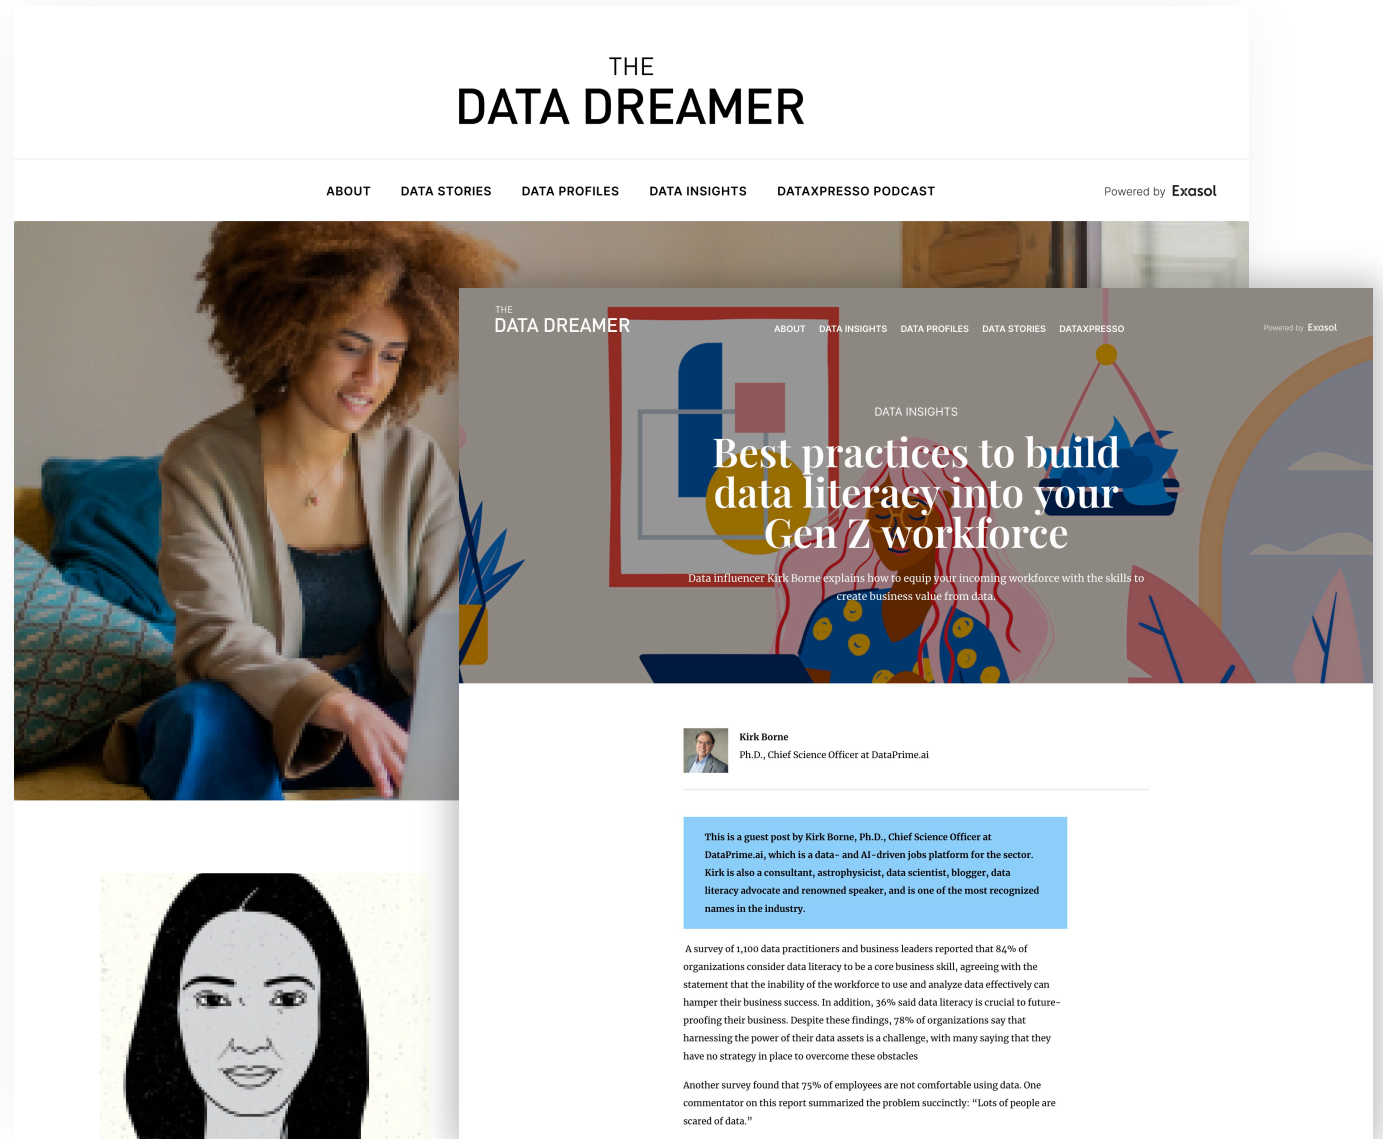 THE
DATA DREAMER
ABOUT DATA STORIES DATA PROFILES DATA INSIGHTS DATAXPRESSO PODCAST Powered by Exasol
THE
DATA DREAMER
ABOUT DATA INSIGHTS DATA PROFILES DATA STORIES DATAXPRESSO Powered by Exasol
DATA INSIGHTS
Best practices to build
data literacy into your
Gen Z workforce
Data influencer Kirk Borne explains how to equip your incoming workforce with the skills to
create business value from data.
Kirk Borne
Ph.D., Chief Science Officer at DataPrime.ai
This is a guest post by Kirk Borne, Ph.D., Chief Science Officer at
DataPrime.ai, which is a data- and AI-driven jobs platform for the sector.
Kirk is also a consultant, astrophysicist, data scientist, blogger, data
literacy advocate and renowned speaker, and is one of the most recognized
names in the industry.
A survey of 1,100 data practitioners and business leaders reported that 84% of
organizations consider data literacy to be a core business skill, agreeing with the
statement that the inability of the workforce to use and analyze data effectively can
hamper their business success. In addition, 36% said data literacy is crucial to future-
proofing their business. Despite these findings, 78% of organizations say that
harnessing the power of their data assets is a challenge, with many saying that they
have no strategy in place to overcome these obstacles
Another survey found that 75% of employees are not comfortable using data. One
commentator on this report summarized the problem succinctly: “Lots of people are
scared of data.”